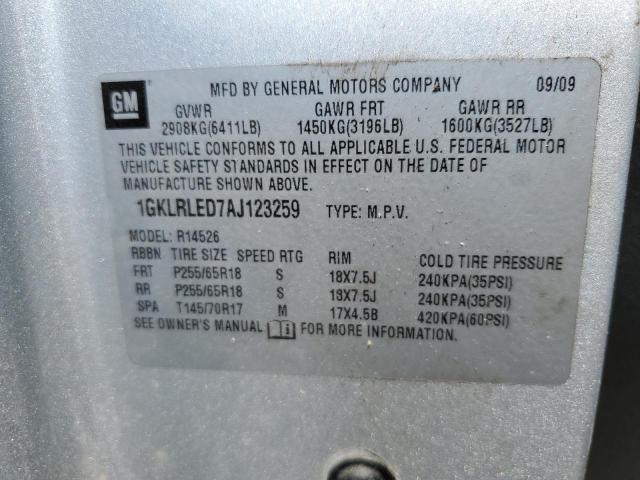 GM
MFD BY GENERAL MOTORS COMPANY 09/09
GVWR GAWR FRT GAWR RR
2908KG(6411LB) 1450KG(3196LB) 1600KG(3527LB)
THIS VEHICLE CONFORMS TO ALL APPLICABLE U.S. FEDERAL MOTOR
VEHICLE SAFETY STANDARDS IN EFFECT ON THE DATE OF
MANUFACTURE SHOWN ABOVE.
1GKLRLED7AJ123259 TYPE: M.P.V.
MODEL: R14526
RBBN TIRE SIZE SPEED RTG RIM COLD TIRE PRESSURE
FRT P255/65R18 S 18X7.5J 240KPA(35PSI)
RR P255/65R18 S 18X7.5J 240KPA(35PSI)
SPA T145/70R17 M 17X4.5B 420KPA(60PSI)
SEE OWNER'S MANUAL FOR MORE INFORMATION.